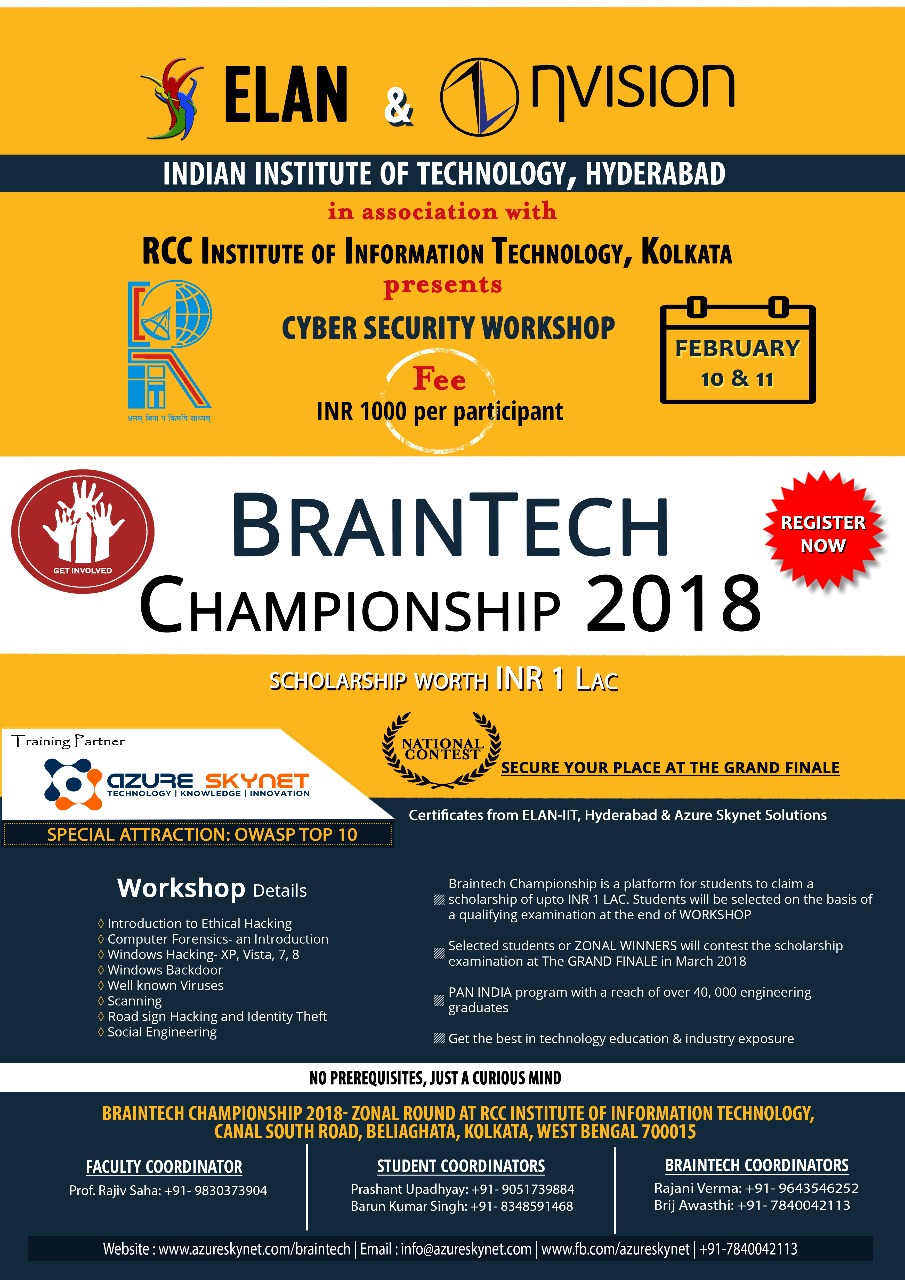 ELAN & ηVISION
INDIAN INSTITUTE OF TECHNOLOGY, HYDERABAD
in association with
RCC INSTITUTE OF INFORMATION TECHNOLOGY, KOLKATA
presents
CYBER SECURITY WORKSHOP
Fee
INR 1000 per participant
FEBRUARY
10 & 11
श्रमम् बिना न किमपि साध्यम्
GET INVOLVED
BRAINTECH
CHAMPIONSHIP 2018
REGISTER
NOW
SCHOLARSHIP WORTH INR 1 LAC
Training Partner
AZURE SKYNET
TECHNOLOGY | KNOWLEDGE | INNOVATION
SPECIAL ATTRACTION: OWASP TOP 10
NATIONAL
CONTEST
SECURE YOUR PLACE AT THE GRAND FINALE
Certificates from ELAN-IIT, Hyderabad & Azure Skynet Solutions
Workshop Details
Introduction to Ethical Hacking
Computer Forensics- an Introduction
Windows Hacking- XP, Vista, 7, 8
Windows Backdoor
Well known Viruses
Scanning
Road sign Hacking and Identity Theft
Social Engineering
Braintech Championship is a platform for students to claim a
scholarship of upto INR 1 LAC. Students will be selected on the basis of
a qualifying examination at the end of WORKSHOP
Selected students or ZONAL WINNERS will contest the scholarship
examination at The GRAND FINALE in March 2018
PAN INDIA program with a reach of over 40, 000 engineering
graduates
Get the best in technology education & industry exposure
NO PREREQUISITES, JUST A CURIOUS MIND
BRAINTECH CHAMPIONSHIP 2018- ZONAL ROUND AT RCC INSTITUTE OF INFORMATION TECHNOLOGY,
CANAL SOUTH ROAD, BELIAGHATA, KOLKATA, WEST BENGAL 700015
FACULTY COORDINATOR
Prof. Rajiv Saha: +91- 9830373904
STUDENT COORDINATORS
Prashant Upadhyay: +91- 9051739884
Barun Kumar Singh: +91- 8348591468
BRAINTECH COORDINATORS
Rajani Verma: +91- 9643546252
Brij Awasthi: +91- 7840042113
Website : www.azureskynet.com/braintech | Email : info@azureskynet.com | www.fb.com/azureskynet | +91-7840042113